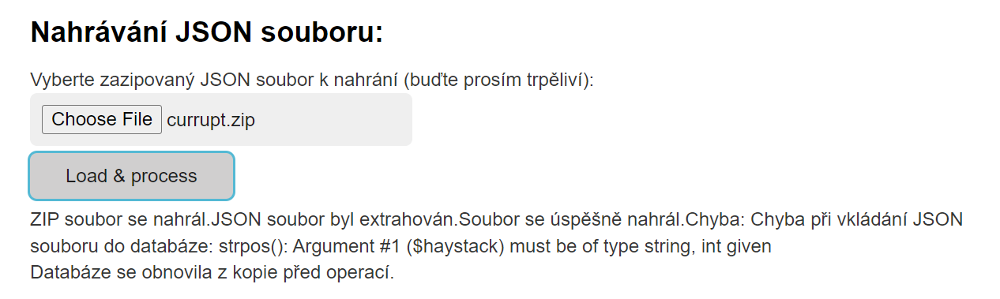 Nahrávání JSON souboru:
Vyberte zazipovaný JSON soubor k nahrání (buďte prosím trpěliví):
Choose File currupt.zip
Load & process
ZIP soubor se nahrál.JSON soubor byl extrahován.Soubor se úspěšně nahrál.Chyba: Chyba při vkládání JSON
souboru do databáze: strpos(): Argument #1 ($haystack) must be of type string, int given
Databáze se obnovila z kopie před operací.